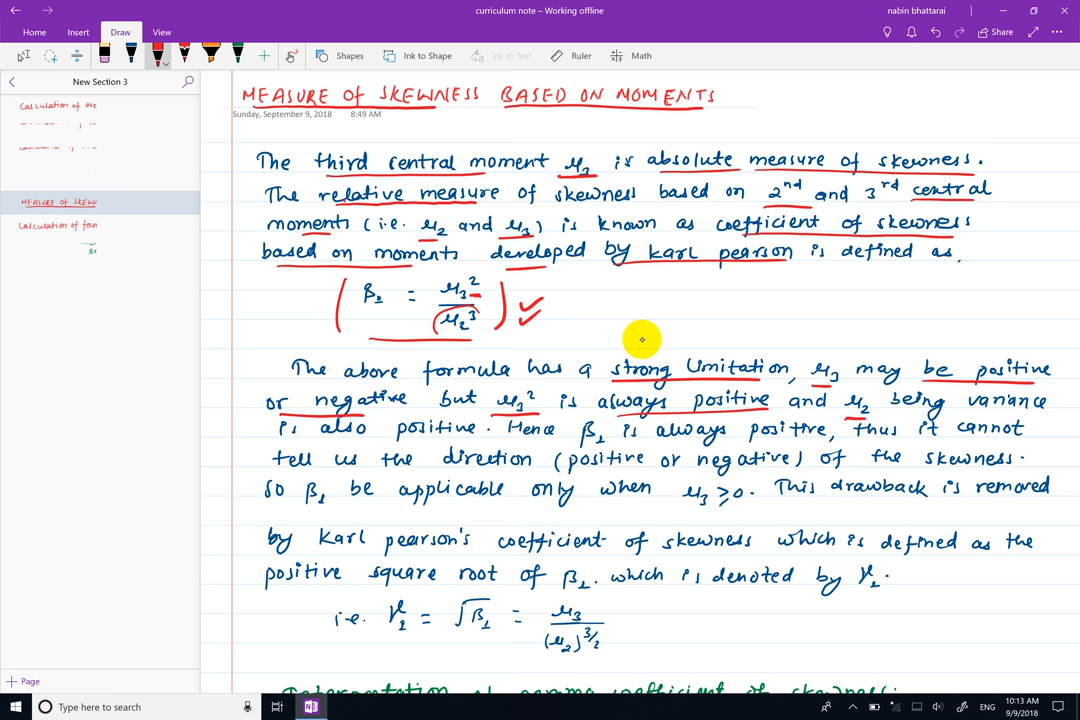 curriculum note – Working offline
nabin bhattarai
Home
Insert
Draw
View
Share
Shapes
Ink to Shape
Ink to Text
Ruler
Math
New Section 3
Calculation of Me
MEASURE of SKEW
Calculation of fan
or
+ Page
MEASURE of SKEWNESS BASED ON MOMENTS
Sunday, September 9, 2018 8:49 AM
The third central moment μ3 is absolute measure of skewness.
The relative measure of skewness based on 2nd and 3rd central
moments (i.e. μ2 and μ3) is known as coefficient of skewness
based on moments developed by karl pearson is defined as,
β1 = μ3² / μ2³
The above formula has a strong limitation, μ3 may be positive
or negative but μ3² is always positive and μ2 being variance
is also positive. Hence β1 is always positive, thus it cannot
tell us the direction (positive or negative) of the skewness.
So β1 be applicable only when μ3 ≥ 0. This drawback is removed
by Karl pearson's coefficient of skewness which is defined as the
positive square root of β1. which is denoted by γ1.
i.e. γ1 = √β1 = μ3 / (μ2)^3/2
coefficient of skewness:
Type here to search
ENG
10:13 AM
9/9/2018